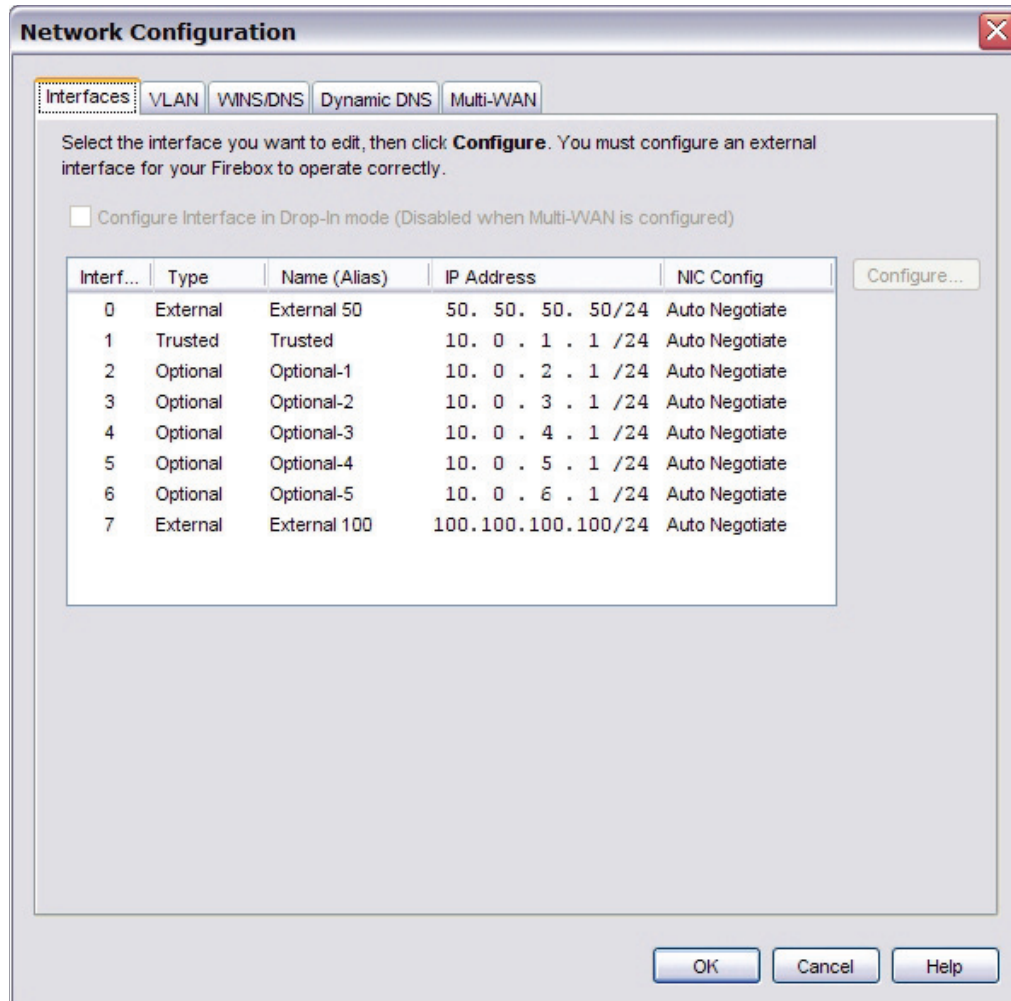 Network Configuration
Interfaces VLAN WINS/DNS Dynamic DNS Multi-WAN
Select the interface you want to edit, then click Configure. You must configure an external
interface for your Firebox to operate correctly.
Configure Interface in Drop-In mode (Disabled when Multi-WAN is configured)
Interf... Type Name (Alias) IP Address NIC Config Configure...
0 External External 50 50. 50. 50. 50/24 Auto Negotiate
1 Trusted Trusted 10. 0 . 1 . 1 /24 Auto Negotiate
2 Optional Optional-1 10. 0 . 2 . 1 /24 Auto Negotiate
3 Optional Optional-2 10. 0 . 3 . 1 /24 Auto Negotiate
4 Optional Optional-3 10. 0 . 4 . 1 /24 Auto Negotiate
5 Optional Optional-4 10. 0 . 5 . 1 /24 Auto Negotiate
6 Optional Optional-5 10. 0 . 6 . 1 /24 Auto Negotiate
7 External External 100 100.100.100.100/24 Auto Negotiate
OK Cancel Help